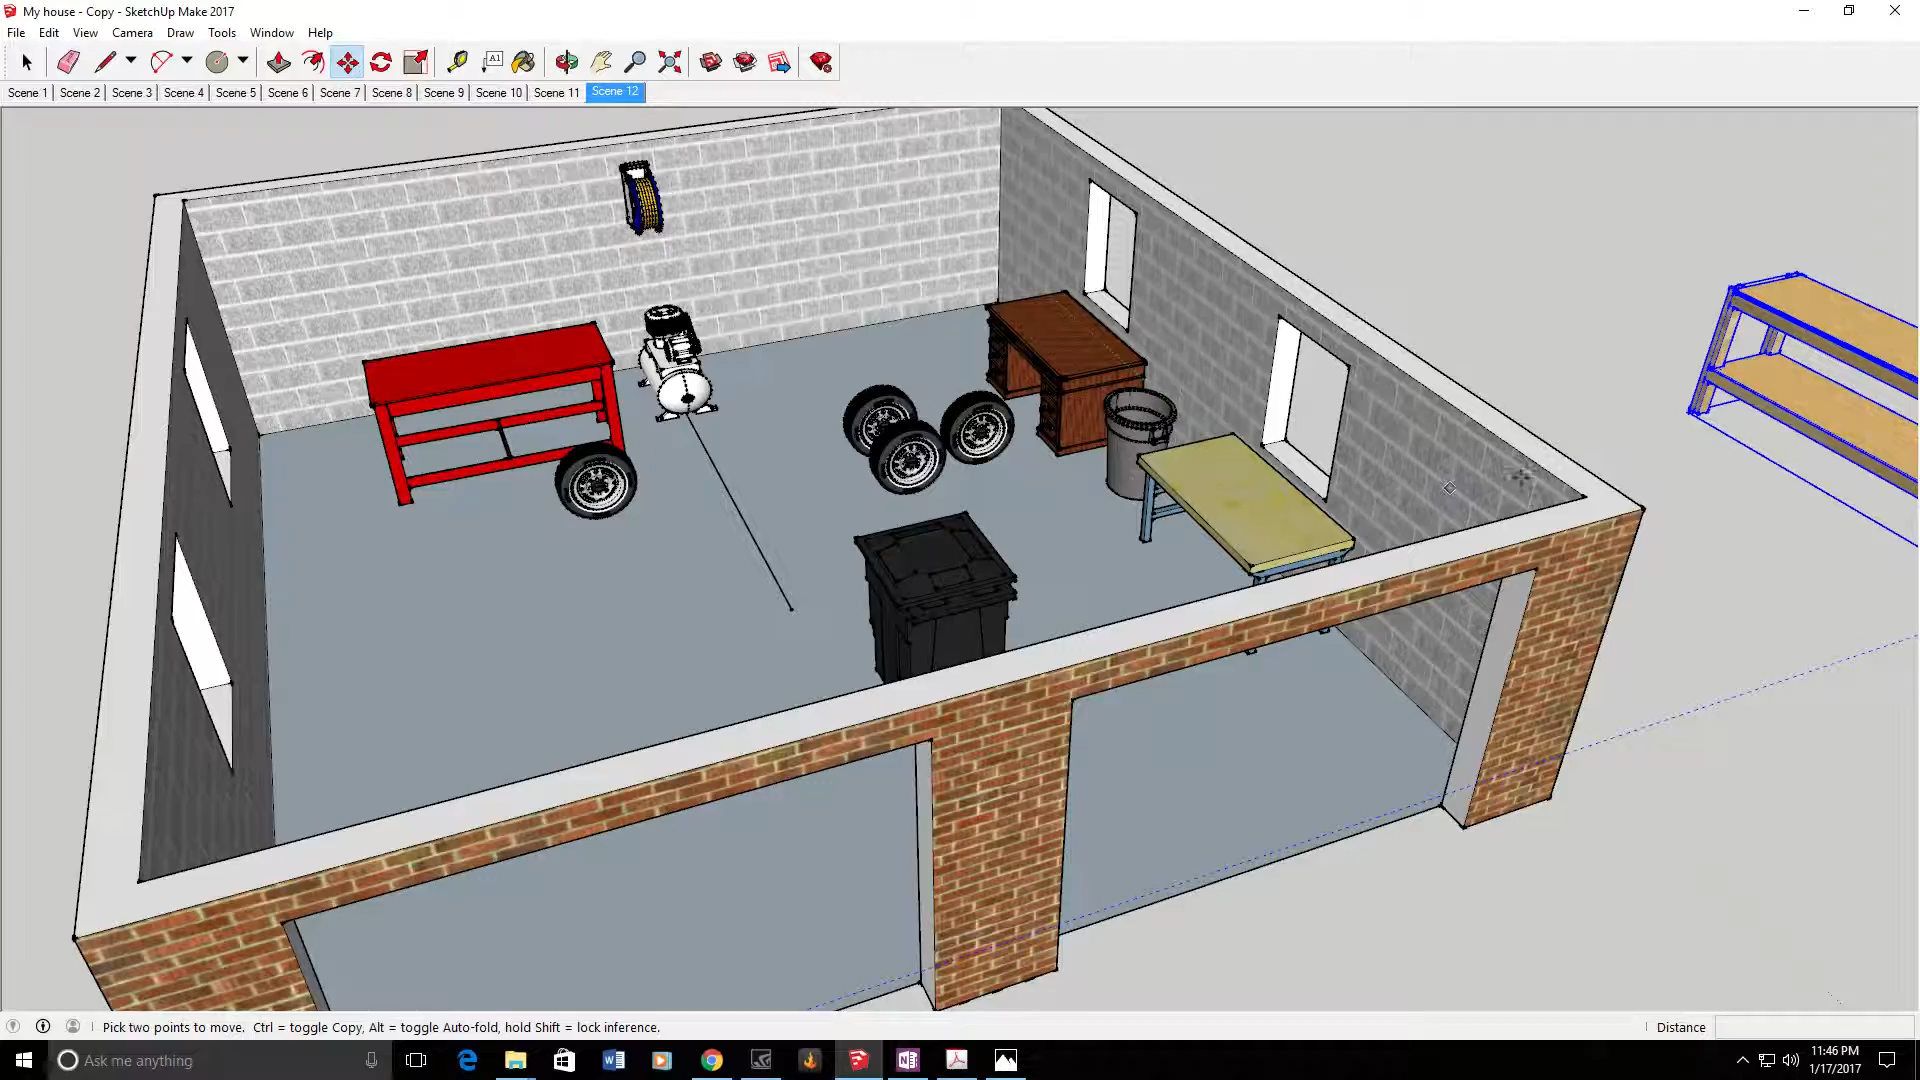 My house - Copy - SketchUp Make 2017
File Edit View Camera Draw Tools Window Help
A1
Scene 1 Scene 2 Scene 3 Scene 4 Scene 5 Scene 6 Scene 7 Scene 8 Scene 9 Scene 10 Scene 11 Scene 12
Pick two points to move. Ctrl = toggle Copy, Alt = toggle Auto-fold, hold Shift = lock inference.
Distance
Ask me anything
11:46 PM
1/17/2017